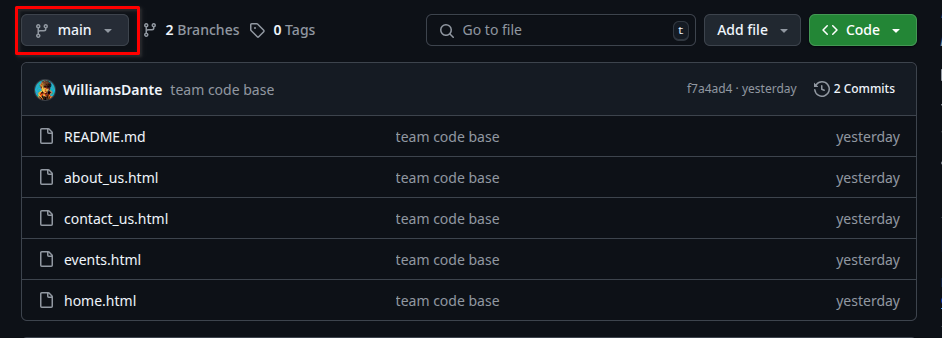 main 2 Branches 0 Tags Go to file t Add file Code
WilliamsDante team code base f7a4ad4 · yesterday 2 Commits
README.md team code base yesterday
about_us.html team code base yesterday
contact_us.html team code base yesterday
events.html team code base yesterday
home.html team code base yesterday